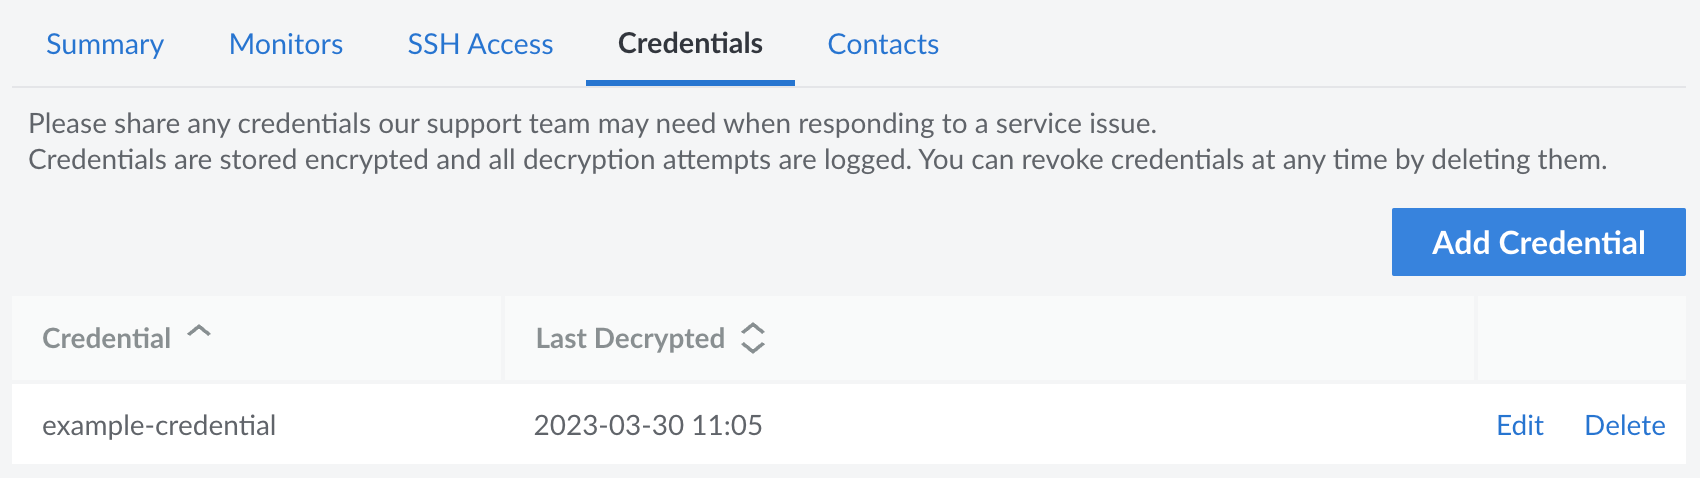 Summary Monitors SSH Access Credentials Contacts
Please share any credentials our support team may need when responding to a service issue.
Credentials are stored encrypted and all decryption attempts are logged. You can revoke credentials at any time by deleting them.
Add Credential
Credential Last Decrypted
example-credential 2023-03-30 11:05 Edit Delete